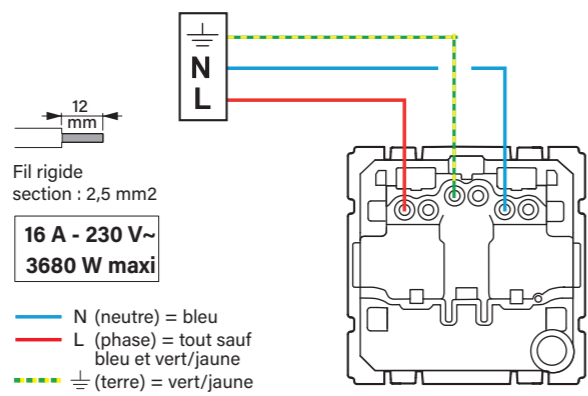 ⏚
N
L
12
mm
Fil rigide
section : 2,5 mm2
16 A - 230 V~
3680 W maxi
N (neutre) = bleu
L (phase) = tout sauf
bleu et vert/jaune
⏚ (terre) = vert/jaune